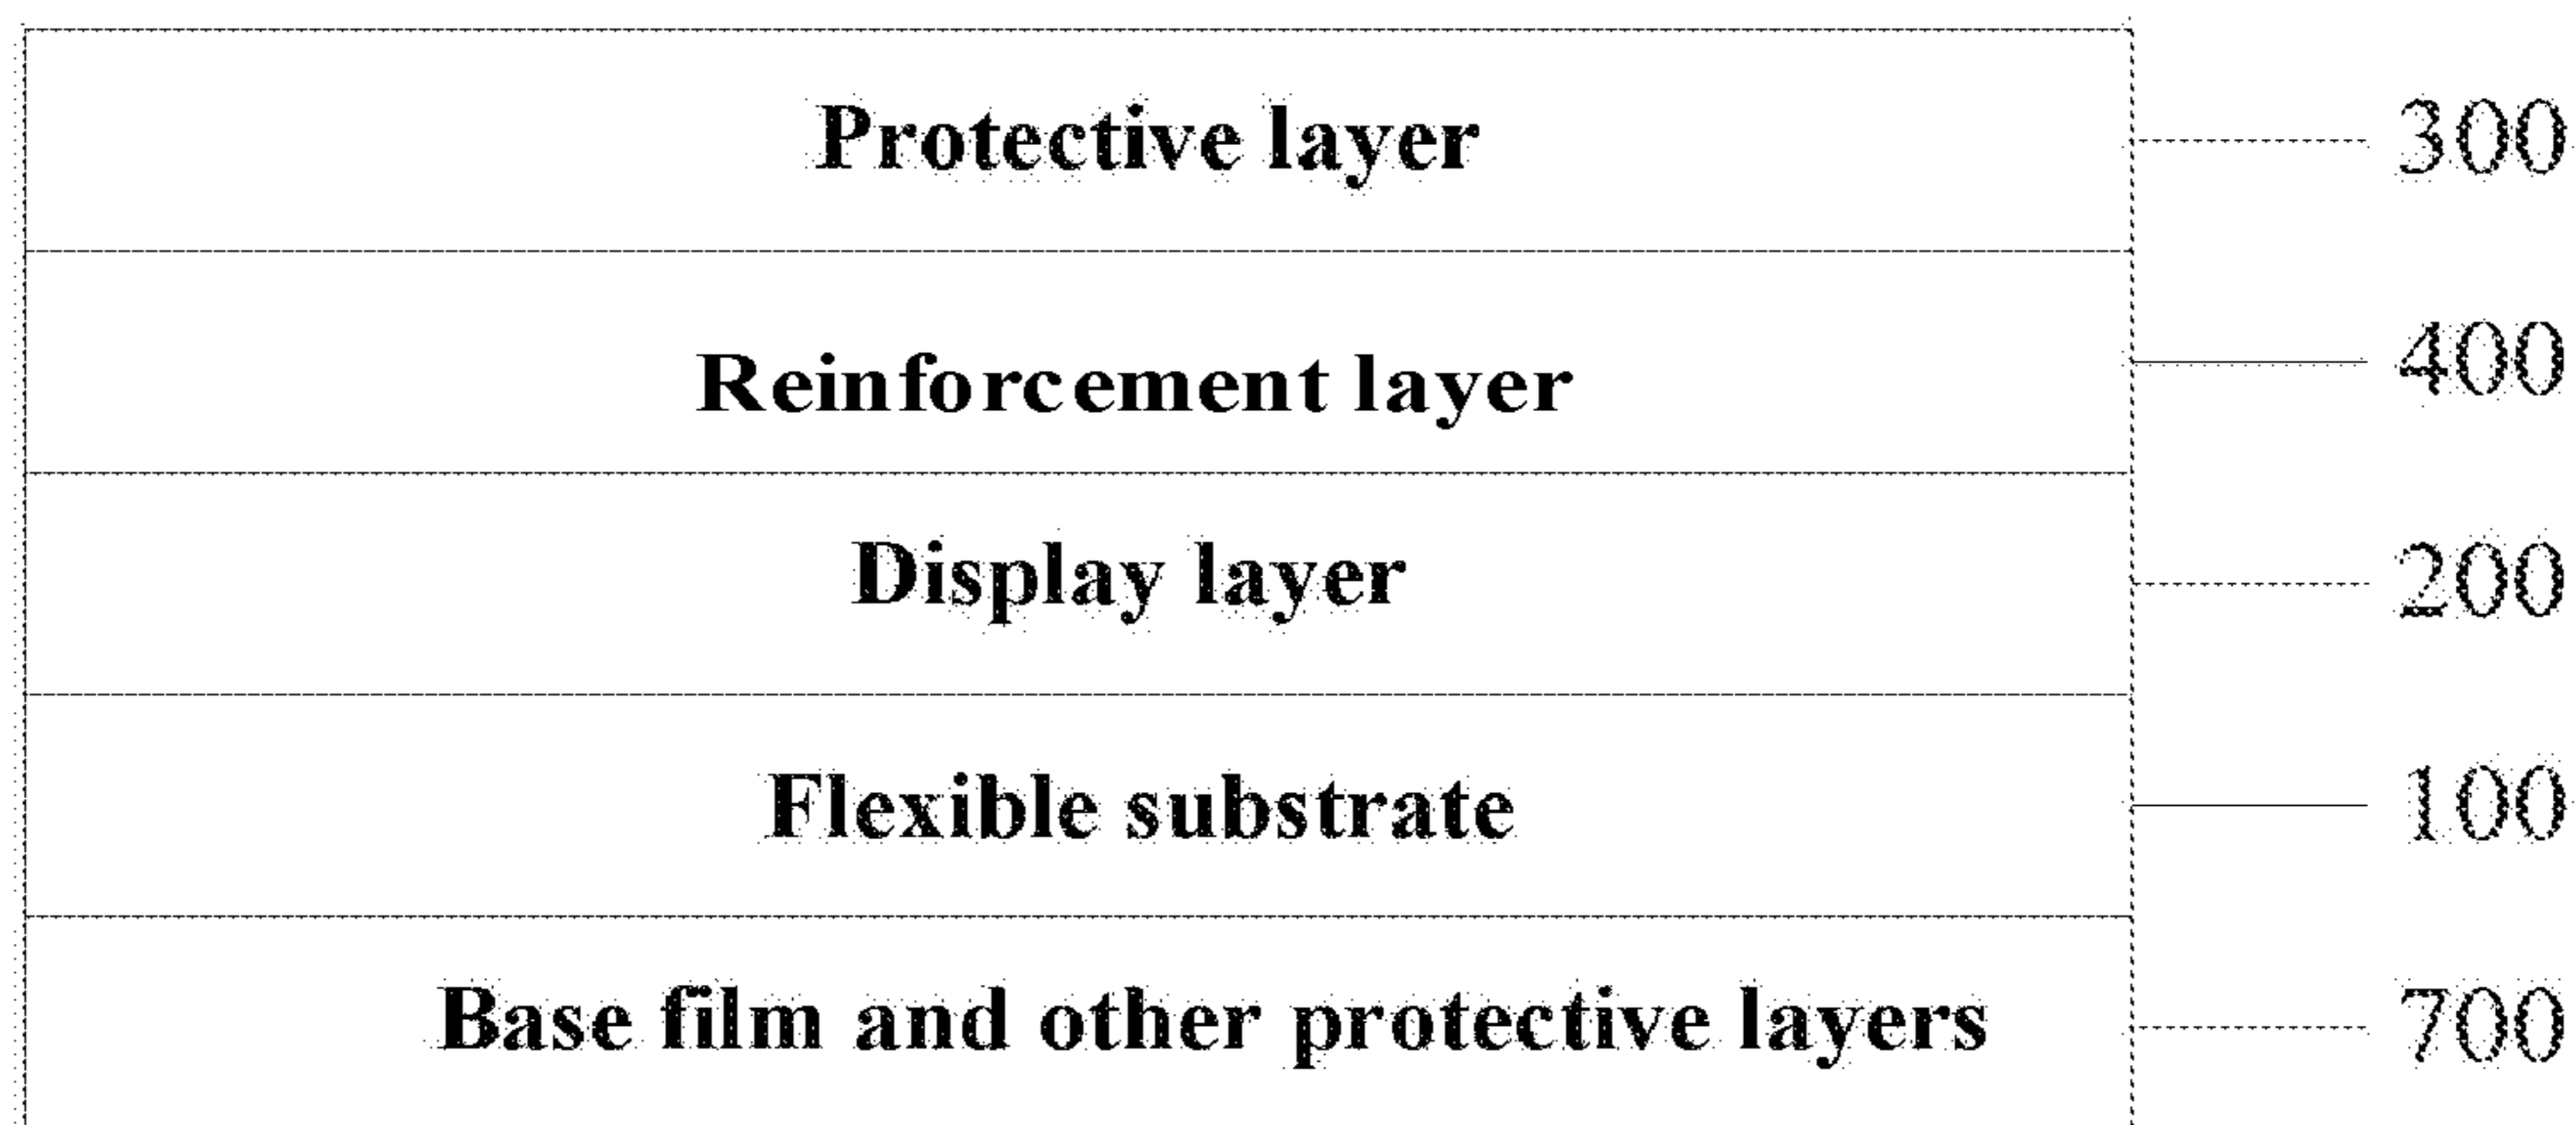 Protective layer 300
Reinforcement layer 400
Display layer 200
Flexible substrate 100
Base film and other protective layers 700